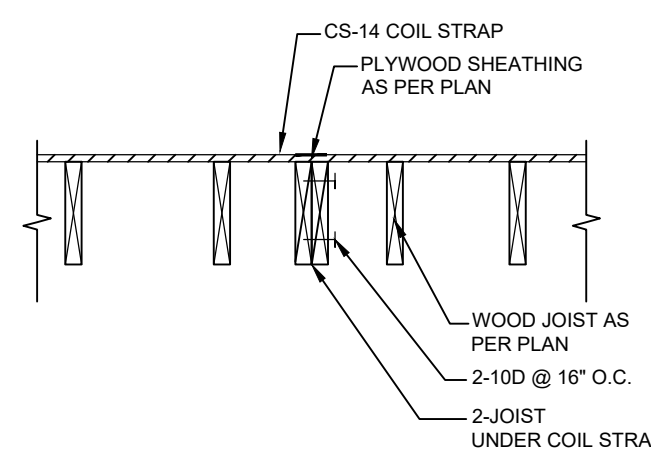 CS-14 COIL STRAP
PLYWOOD SHEATHING
AS PER PLAN
WOOD JOIST AS
PER PLAN
2-10D @ 16" O.C.
2-JOIST
UNDER COIL STRA